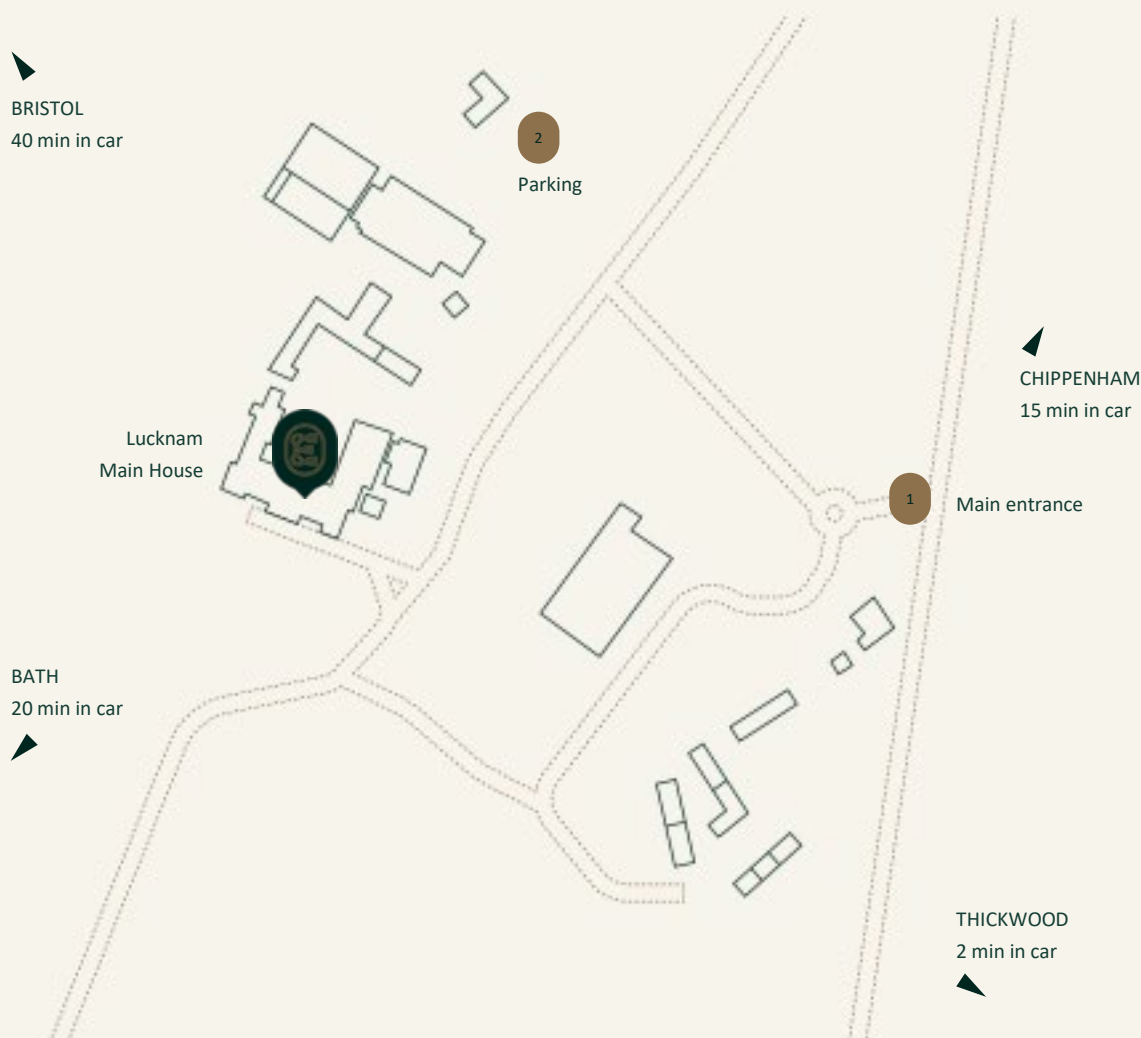 BRISTOL
40 min in car
2
Parking
CHIPPENHAM
15 min in car
Lucknam
Main House
1
Main entrance
BATH
20 min in car
THICKWOOD
2 min in car